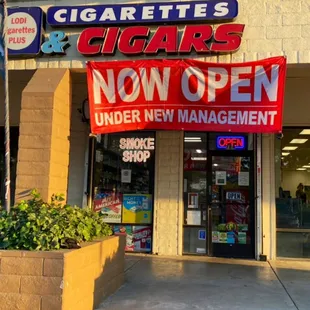 LODI
Cigarettes
PLUS
CIGARETTES
& CIGARS
NOW OPEN
UNDER NEW MANAGEMENT
SMOKE
SHOP
OPEN